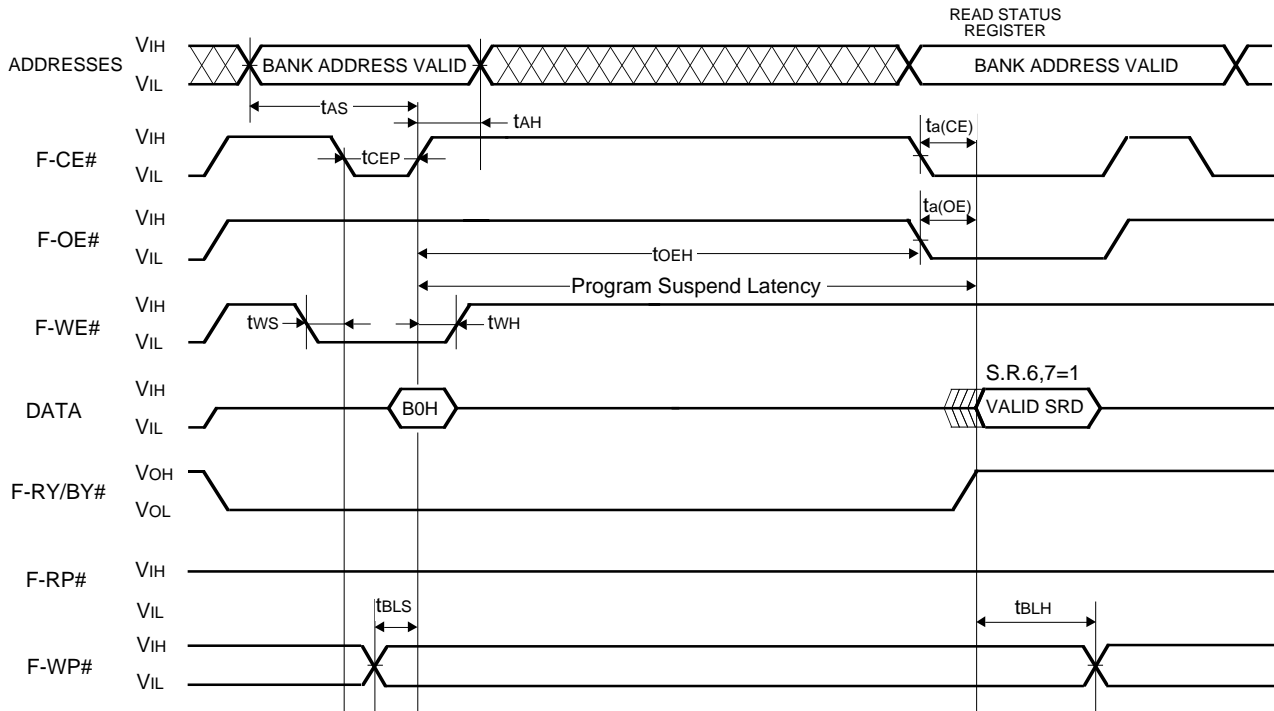 READ STATUS
REGISTER
ADDRESSES
VIH
VIL
BANK ADDRESS VALID
BANK ADDRESS VALID
tAS
tAH
F-CE#
VIH
VIL
tCEP
ta(CE)
F-OE#
VIH
VIL
ta(OE)
tOEH
Program Suspend Latency
F-WE#
VIH
VIL
tWS
tWH
DATA
VIH
VIL
B0H
S.R.6,7=1
VALID SRD
F-RY/BY#
VOH
VOL
F-RP#
VIH
VIL
tBLS
tBLH
F-WP#
VIH
VIL